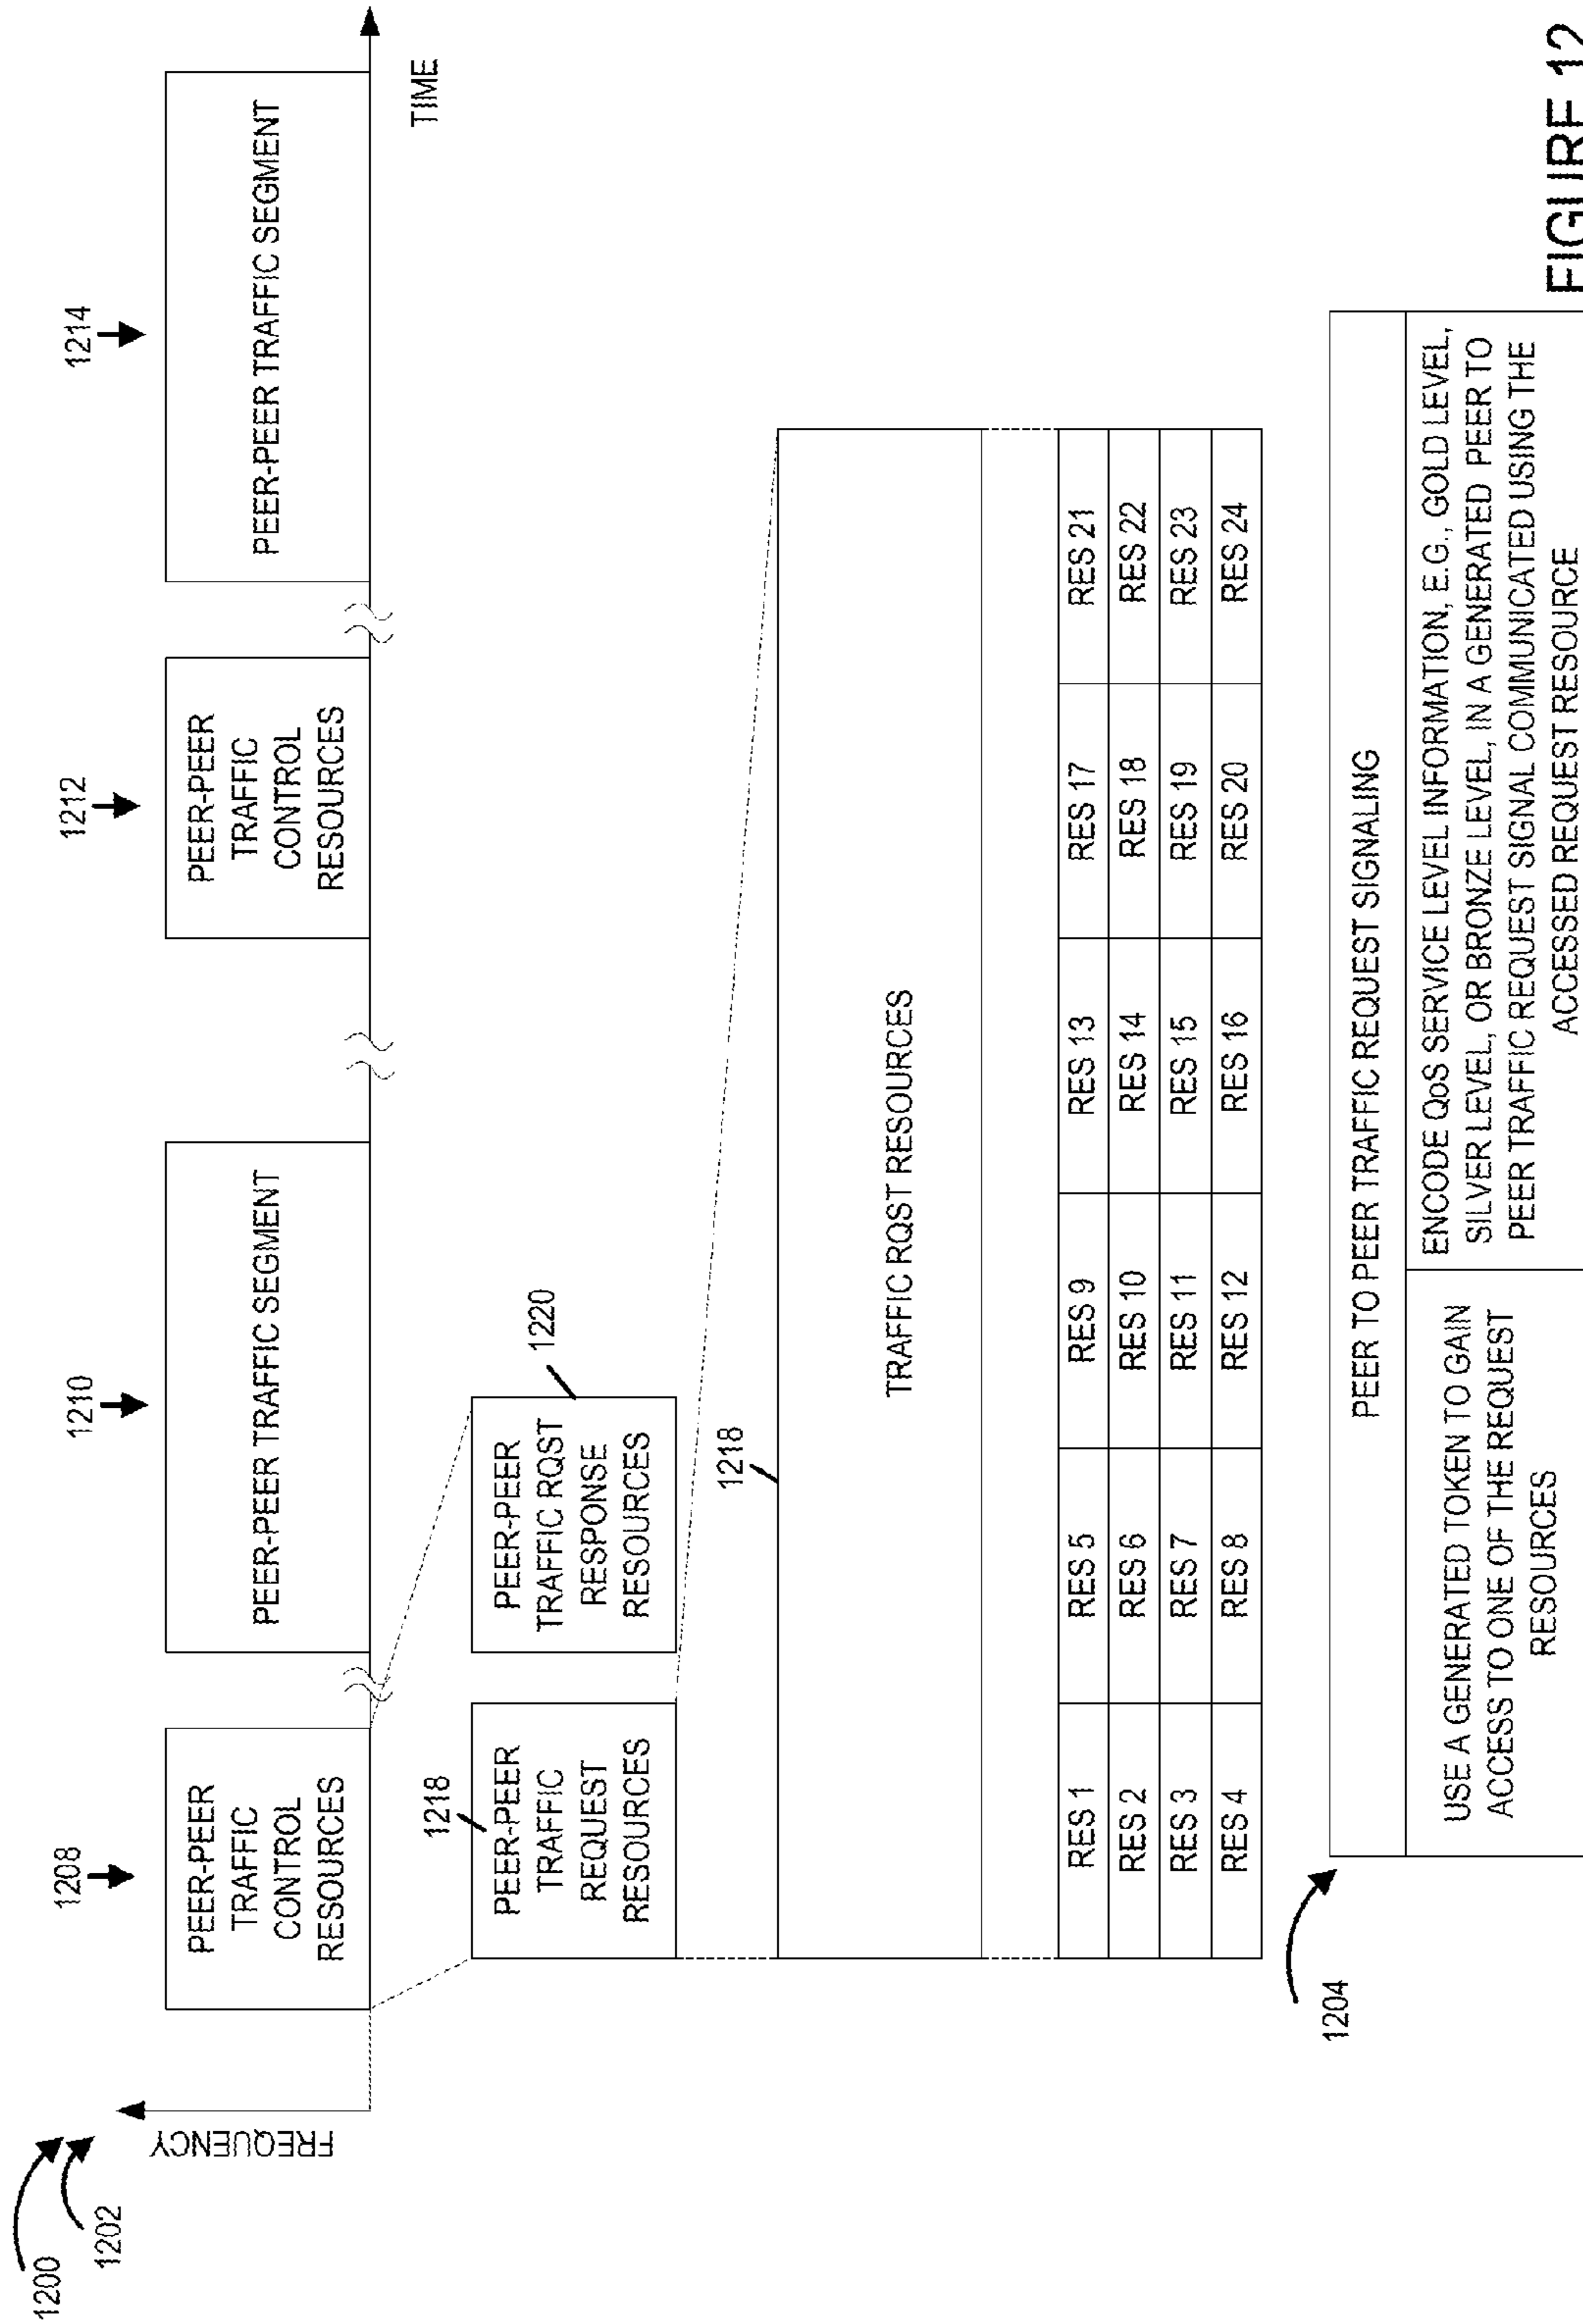 1200
1202
FREQUENCY
1208
PEER-PEER
TRAFFIC
CONTROL
RESOURCES
1210
PEER-PEER TRAFFIC SEGMENT
1212
PEER-PEER
TRAFFIC
CONTROL
RESOURCES
1214
PEER-PEER TRAFFIC SEGMENT
TIME
1218
PEER-PEER
TRAFFIC
REQUEST
RESOURCES
PEER-PEER
TRAFFIC RQST
RESPONSE
RESOURCES
1220
1218
TRAFFIC RQST RESOURCES
RES 1 RES 5 RES 9 RES 13 RES 17 RES 21
RES 2 RES 6 RES 10 RES 14 RES 18 RES 22
RES 3 RES 7 RES 11 RES 15 RES 19 RES 23
RES 4 RES 8 RES 12 RES 16 RES 20 RES 24
1204
PEER TO PEER TRAFFIC REQUEST SIGNALING
USE A GENERATED TOKEN TO GAIN
ACCESS TO ONE OF THE REQUEST
RESOURCES
ENCODE QoS SERVICE LEVEL INFORMATION, E.G., GOLD LEVEL,
SILVER LEVEL, OR BRONZE LEVEL, IN A GENERATED PEER TO
PEER TRAFFIC REQUEST SIGNAL COMMUNICATED USING THE
ACCESSED REQUEST RESOURCE
FIGURE 12